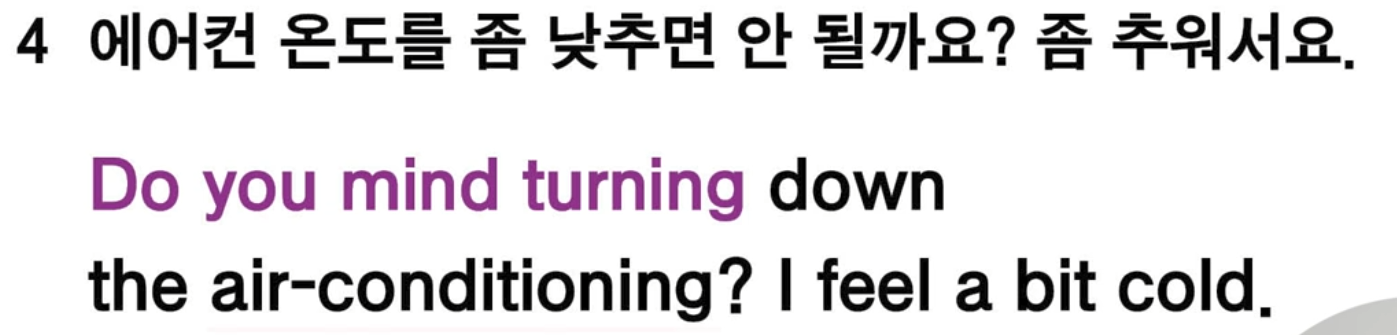 4 에어컨 온도를 좀 낮추면 안 될까요? 좀 추워서요.
Do you mind turning down
the air-conditioning? I feel a bit cold.